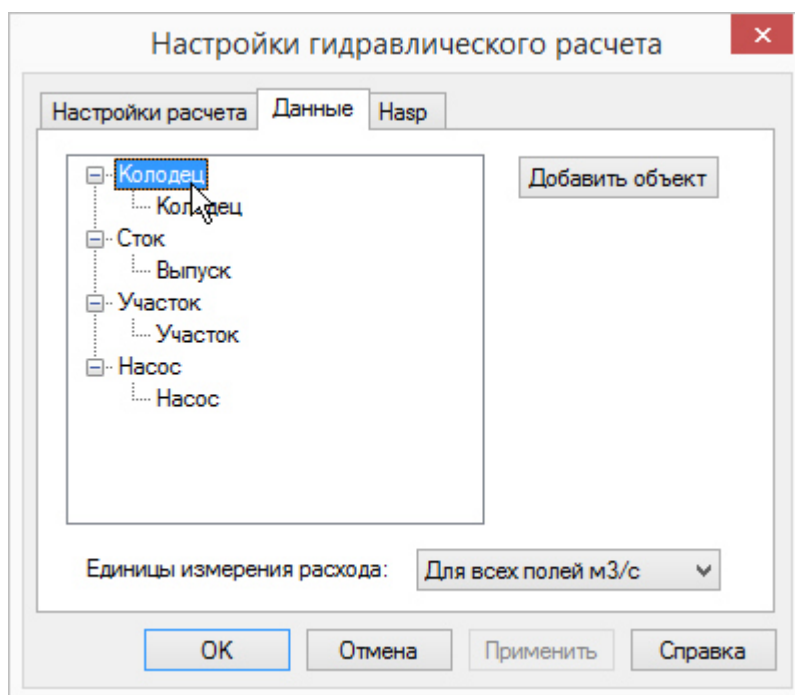 Настройки гидравлического расчета
Настройки расчета Данные Hasp
Колодец Добавить объект
Колодец
Сток
Выпуск
Участок
Участок
Насос
Насос
Единицы измерения расхода: Для всех полей м3/с
OK Отмена Применить Справка